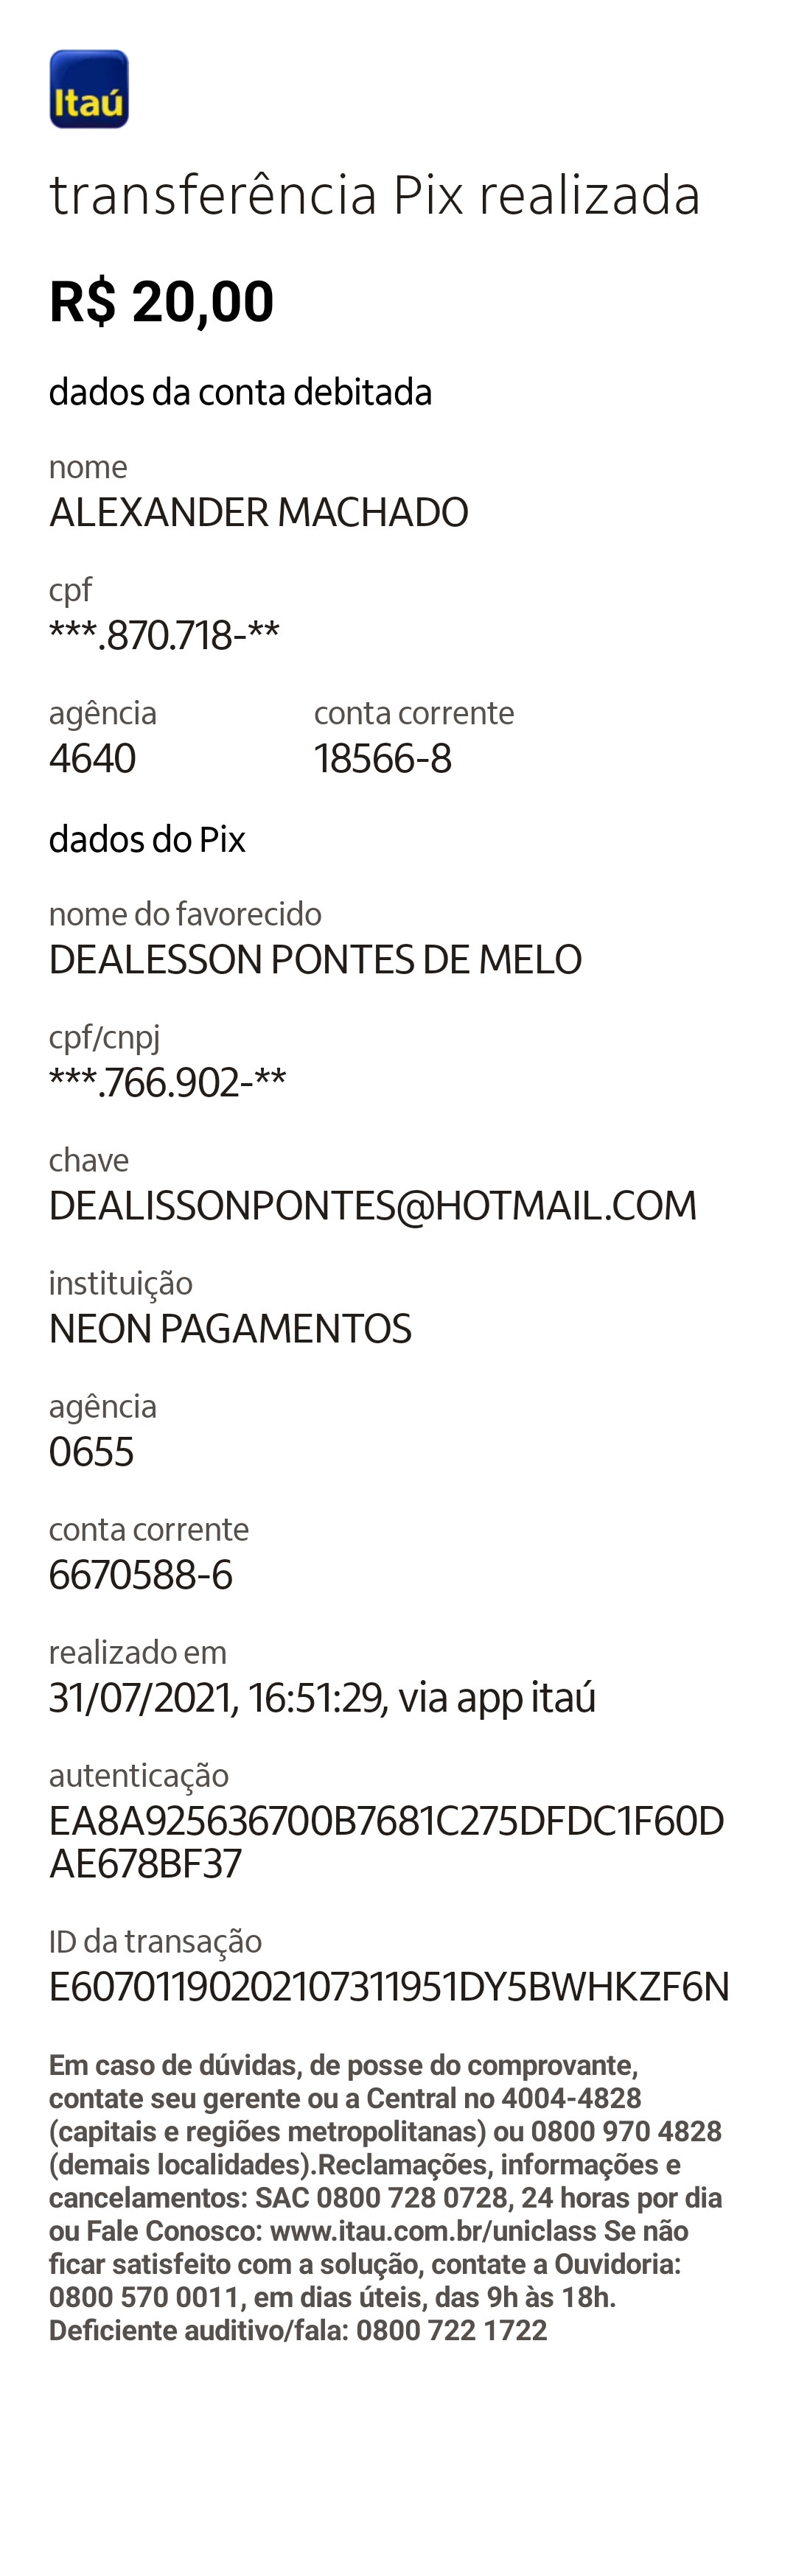 Itaú
transferência Pix realizada
R$ 20,00
dados da conta debitada
nome
ALEXANDER MACHADO
cpf
***.870.718-**
agência conta corrente
4640 18566-8
dados do Pix
nome do favorecido
DEALESSON PONTES DE MELO
cpf/cnpj
***.766.902-**
chave
DEALISSONPONTES@HOTMAIL.COM
instituição
NEON PAGAMENTOS
agência
0655
conta corrente
6670588-6
realizado em
31/07/2021, 16:51:29, via app itaú
autenticação
EA8A925636700B7681C275DFDC1F60D
AE678BF37
ID da transação
E60701190202107311951DY5BWHKZF6N
Em caso de dúvidas, de posse do comprovante,
contate seu gerente ou a Central no 4004-4828
(capitais e regiões metropolitanas) ou 0800 970 4828
(demais localidades).Reclamações, informações e
cancelamentos: SAC 0800 728 0728, 24 horas por dia
ou Fale Conosco: www.itau.com.br/uniclass Se não
ficar satisfeito com a solução, contate a Ouvidoria:
0800 570 0011, em dias úteis, das 9h às 18h.
Deficiente auditivo/fala: 0800 722 1722